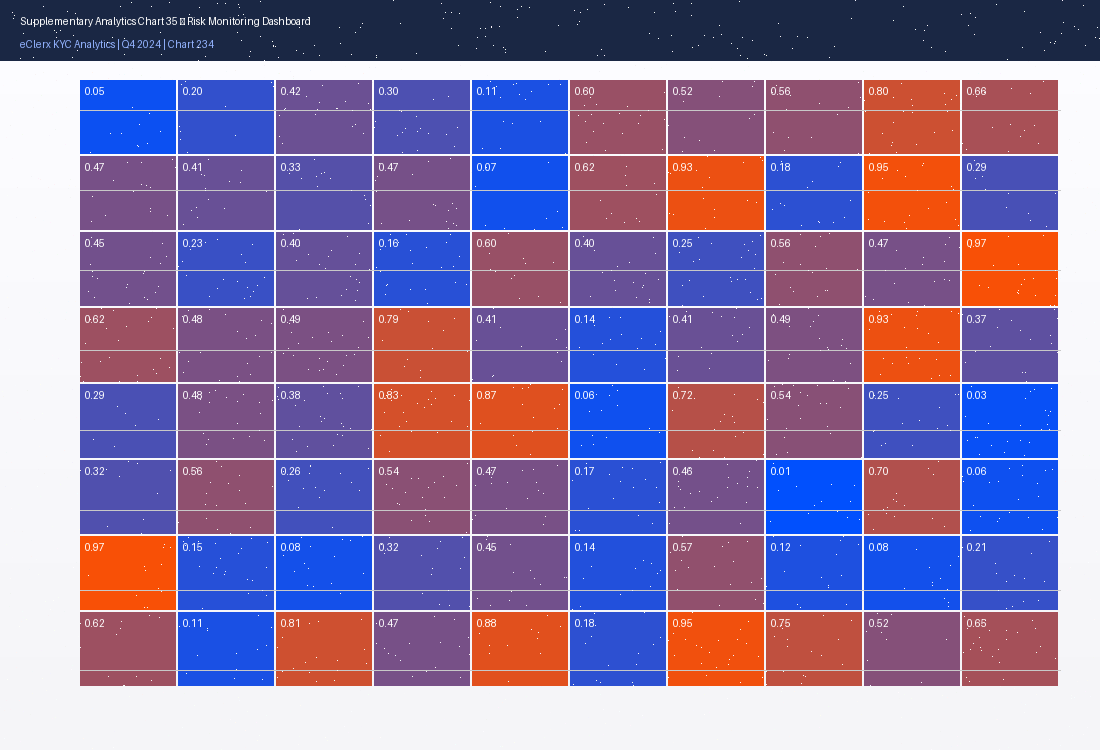 Supplementary Analytics Chart 35 □ Risk Monitoring Dashboard
eClerx KYC Analytics | Q4 2024 | Chart 234
0.05 0.20 0.42 0.30 0.11 0.60 0.52 0.56 0.80 0.66
0.47 0.41 0.33 0.47 0.07 0.62 0.93 0.18 0.95 0.29
0.45 0.23 0.40 0.16 0.60 0.40 0.25 0.56 0.47 0.97
0.62 0.48 0.49 0.79 0.41 0.14 0.41 0.49 0.93 0.37
0.29 0.48 0.38 0.83 0.87 0.06 0.72 0.54 0.25 0.03
0.32 0.56 0.26 0.54 0.47 0.17 0.46 0.01 0.70 0.06
0.97 0.15 0.08 0.32 0.45 0.14 0.57 0.12 0.08 0.21
0.62 0.11 0.81 0.47 0.88 0.18 0.95 0.75 0.52 0.65